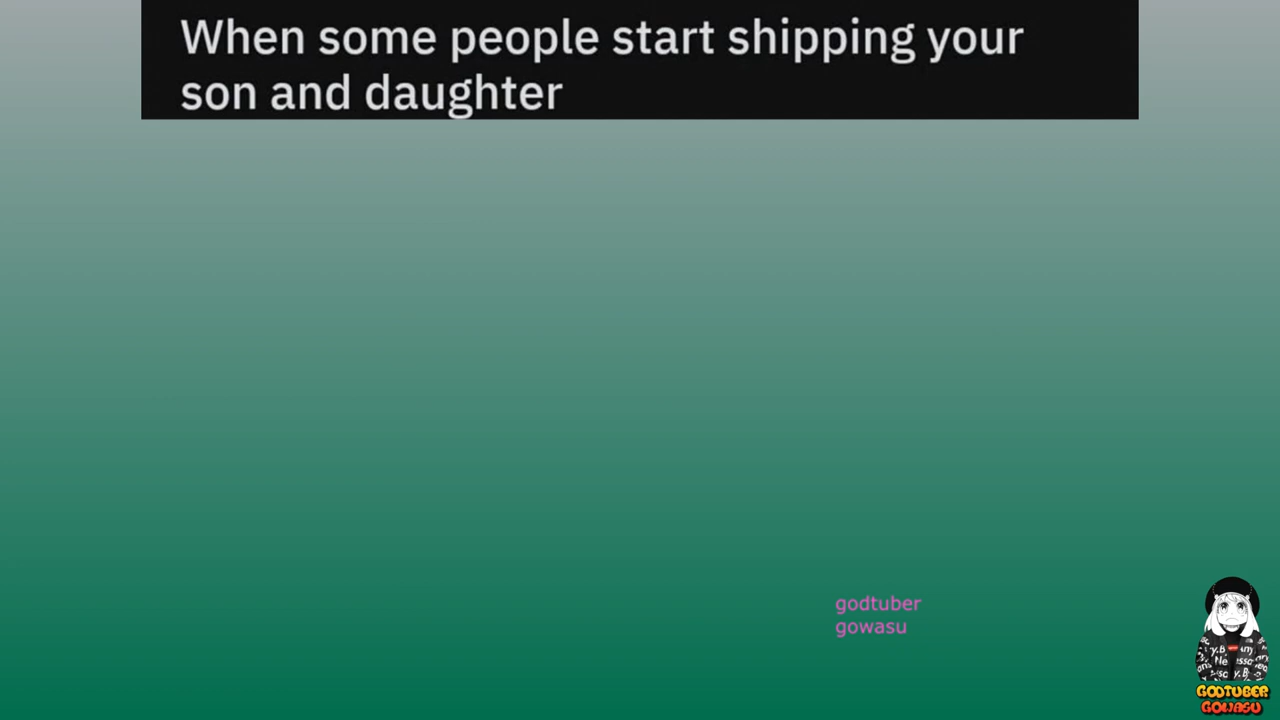 When some people start shipping your
son and daughter
godtuber
gowasu
GODTUBER
GOWASU